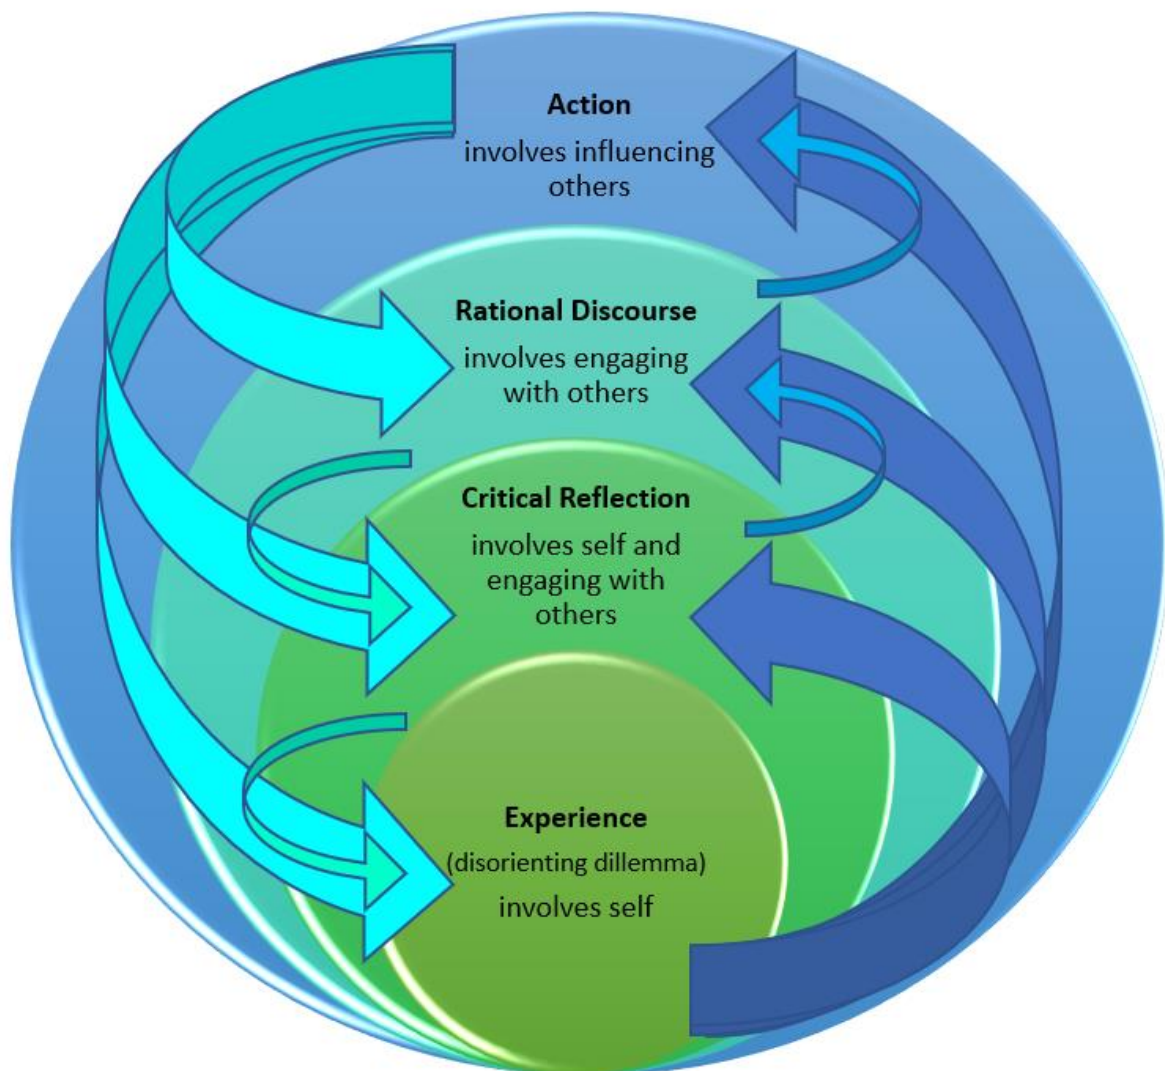 Action
involves influencing
others
Rational Discourse
involves engaging
with others
Critical Reflection
involves self and
engaging with
others
Experience
(disorienting dillemma)
involves self